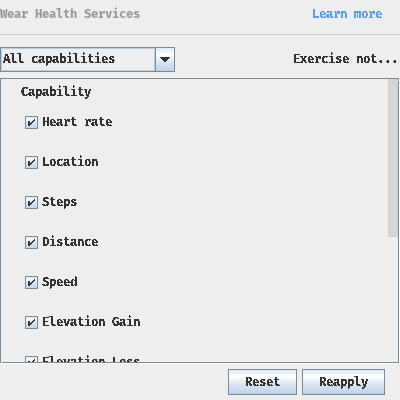 Wear Health Services
Learn more
All capabilities
Exercise not...
Capability
Heart rate
Location
Steps
Distance
Speed
Elevation Gain
Elevation Loss
Reset
Reapply